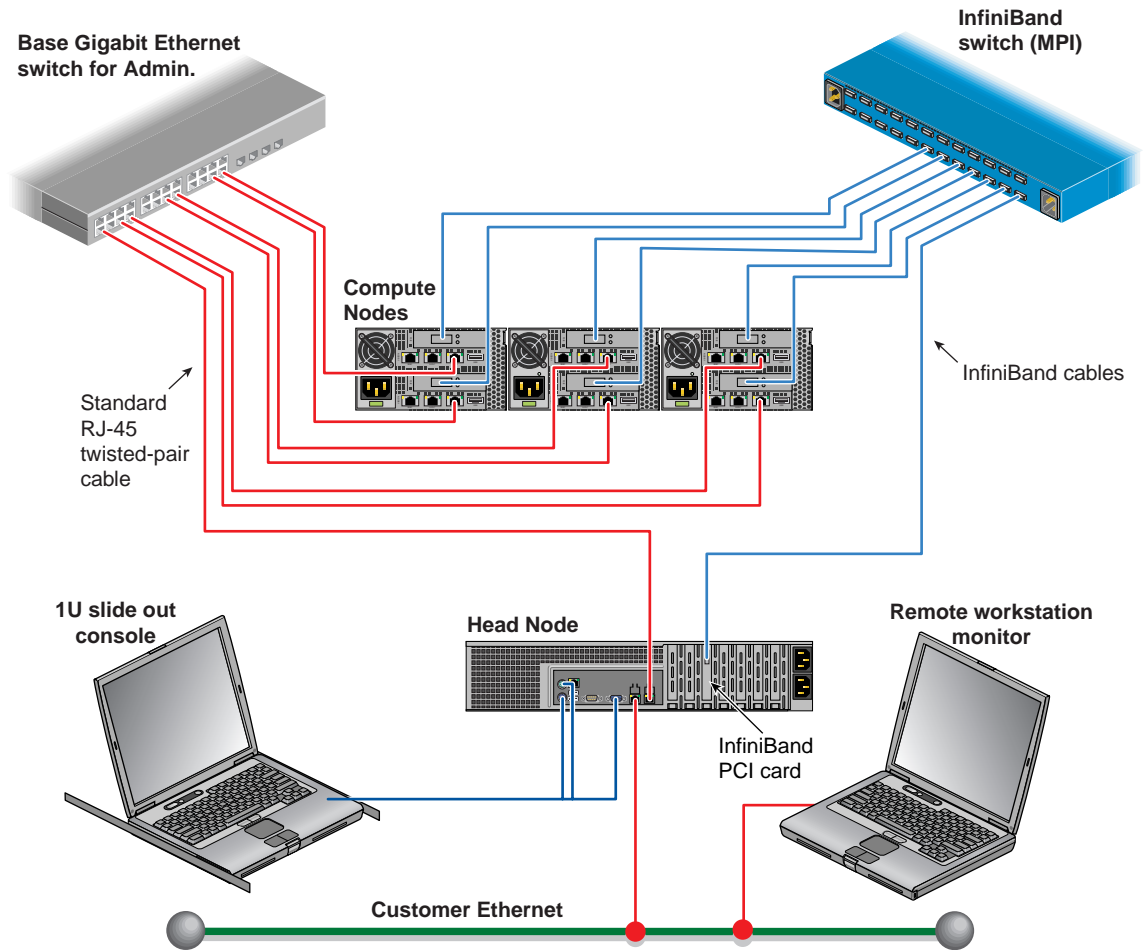 Base Gigabit Ethernet
switch for Admin.
InfiniBand
switch (MPI)
Compute
Nodes
Standard
RJ-45
twisted-pair
cable
InfiniBand cables
1U slide out
console
Head Node
Remote workstation
monitor
InfiniBand
PCI card
Customer Ethernet